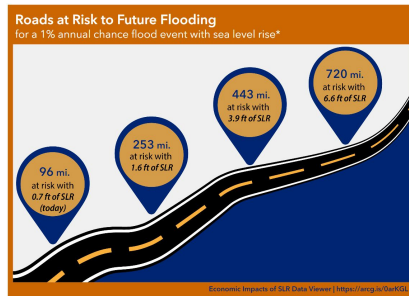 Roads at Risk to Future Flooding
for a 1% annual chance flood event with sea level rise*
720 mi.
at risk with
6.6 ft of SLR
443 mi.
at risk with
3.9 ft of SLR
253 mi.
at risk with
1.6 ft of SLR
96 mi.
at risk with
0.7 ft of SLR
(today)
Economic Impacts of SLR Data Viewer | https://arcg.is/0arKGL